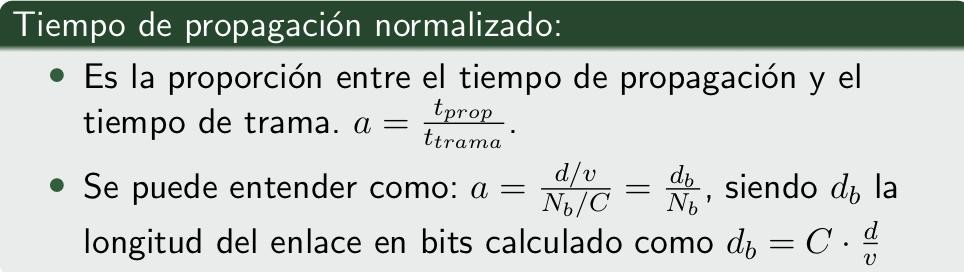 Tiempo de propagación normalizado:
• Es la proporción entre el tiempo de propagación y el
tiempo de trama. $a = \frac{t_{prop}}{t_{trama}}$.
• Se puede entender como: $a = \frac{d/v}{N_b/C} = \frac{d_b}{N_b}$, siendo $d_b$ la
longitud del enlace en bits calculado como $d_b = C \cdot \frac{d}{v}$